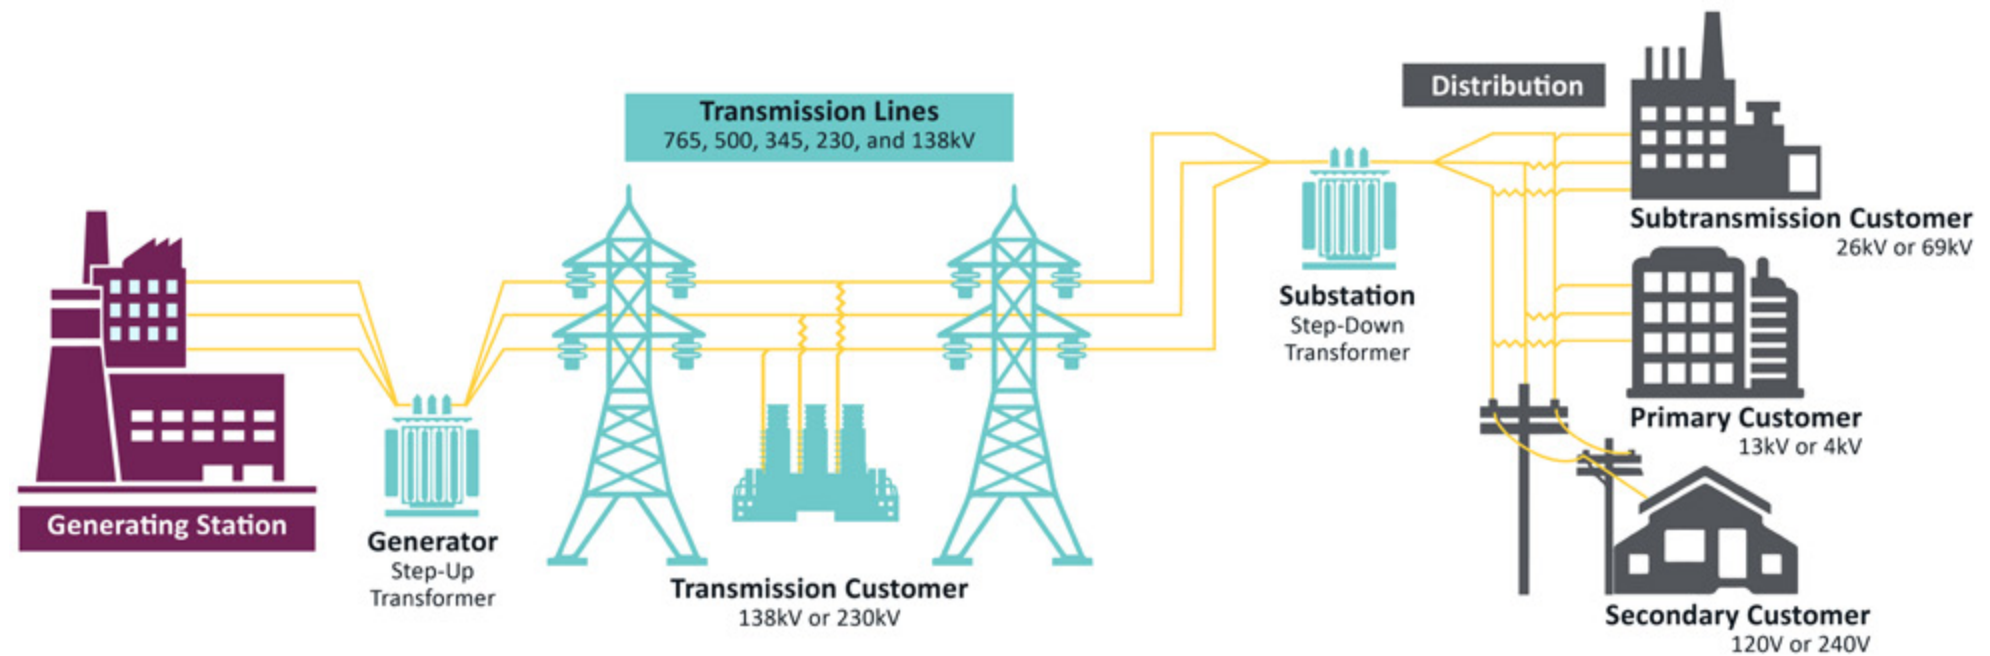 Generating Station
Generator
Step-Up
Transformer
Transmission Lines
765, 500, 345, 230, and 138kV
Transmission Customer
138kV or 230kV
Substation
Step-Down
Transformer
Distribution
Subtransmission Customer
26kV or 69kV
Primary Customer
13kV or 4kV
Secondary Customer
120V or 240V